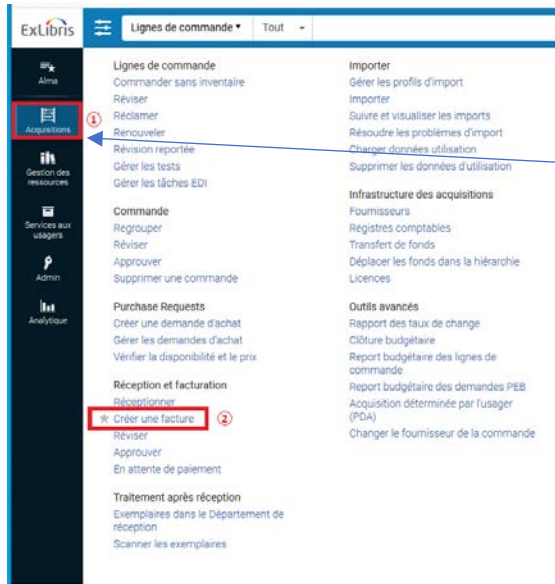 ExLibris
Lignes de commande
Tout
Alma
Acquisitions
①
Gestion des
ressources
Services aux
usagers
Admin
Analytique
Lignes de commande
Commander sans inventaire
Réviser
Réclamer
Renouveler
Révision reportée
Gérer les tests
Gérer les tâches EDI
Commande
Regrouper
Réviser
Approuver
Supprimer une commande
Purchase Requests
Créer une demande d'achat
Gérer les demandes d'achat
Vérifier la disponibilité et le prix
Réception et facturation
Réceptionner
Créer une facture
②
Réviser
Approuver
En attente de paiement
Traitement après réception
Exemplaires dans le Département de
réception
Scanner les exemplaires
Importer
Gérer les profils d'import
Importer
Suivre et visualiser les imports
Résoudre les problèmes d'import
Charger données utilisation
Supprimer les données d'utilisation
Infrastructure des acquisitions
Fournisseurs
Registres comptables
Transfert de fonds
Déplacer les fonds dans la hiérarchie
Licences
Outils avancés
Rapport des taux de change
Clôture budgétaire
Report budgétaire des lignes de
commande
Report budgétaire des demandes PEB
Acquisition déterminée par l'usager
(PDA)
Changer le fournisseur de la commande